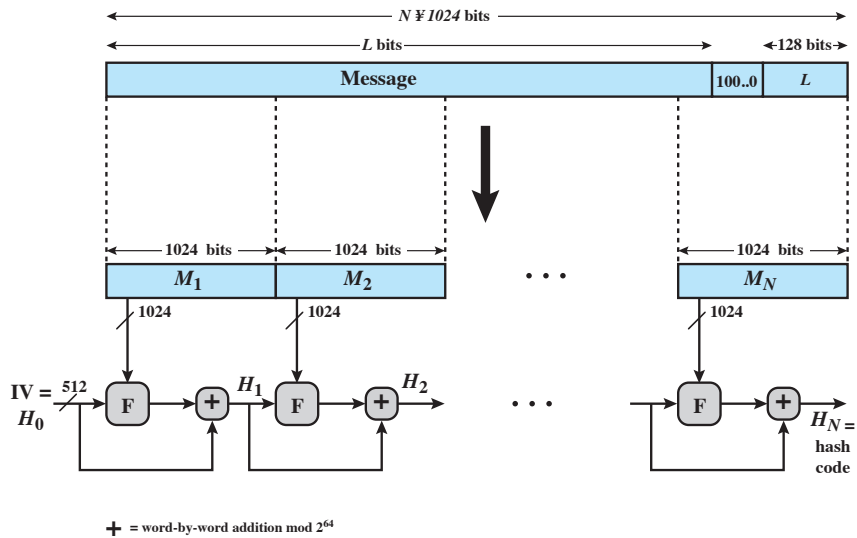 N ¥ 1024 bits
L bits
128 bits
Message
100..0
L
1024 bits
1024 bits
1024 bits
M1
M2
. . .
MN
1024
1024
1024
IV =
H0
512
F
+
H1
F
+
H2
. . .
F
+
HN =
hash
code
+ = word-by-word addition mod 2^64